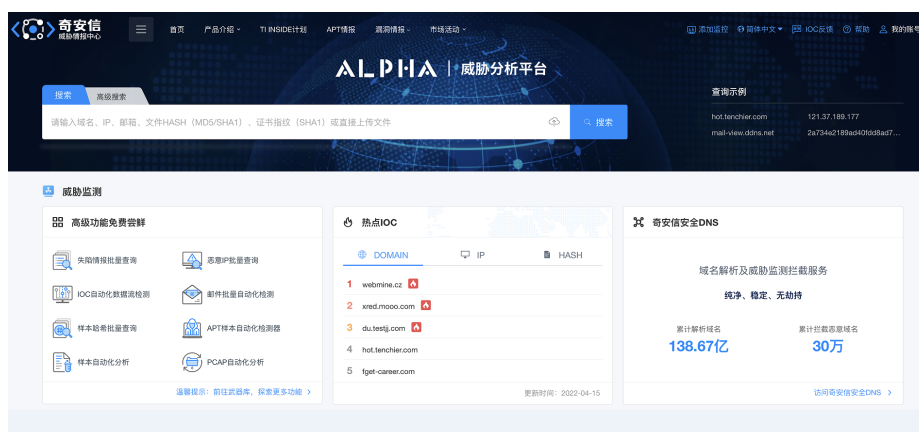 奇安信
威胁情报中心
首页 产品介绍 TI INSIDE计划 APT情报 漏洞情报 市场活动
添加监控 简体中文 IOC反馈 帮助 我的账号
ALPHA | 威胁分析平台
搜索 高级搜索
请输入域名、IP、邮箱、文件HASH（MD5/SHA1）、证书指纹（SHA1）或直接上传文件
搜索
查询示例
hot.tenchier.com 121.37.189.177
mail-view.ddns.net 2a734e2189ad40fdd8ad7...
威胁监测
高级功能免费尝鲜
失陷情报批量查询 恶意IP批量查询
IOC自动化数据流检测 邮件批量自动化检测
样本哈希批量查询 APT样本自动化检测器
样本自动化分析 PCAP自动化分析
温馨提示：前往武器库，探索更多功能 >
热点IOC
DOMAIN IP HASH
1 webmine.cz
2 xred.mooo.com
3 du.testjj.com
4 hot.tenchier.com
5 fget-career.com
更新时间：2022-04-15
奇安信安全DNS
域名解析及威胁监测拦截服务
纯净、稳定、无劫持
累计解析域名 累计拦截恶意域名
138.67亿 30万
访问奇安信安全DNS >